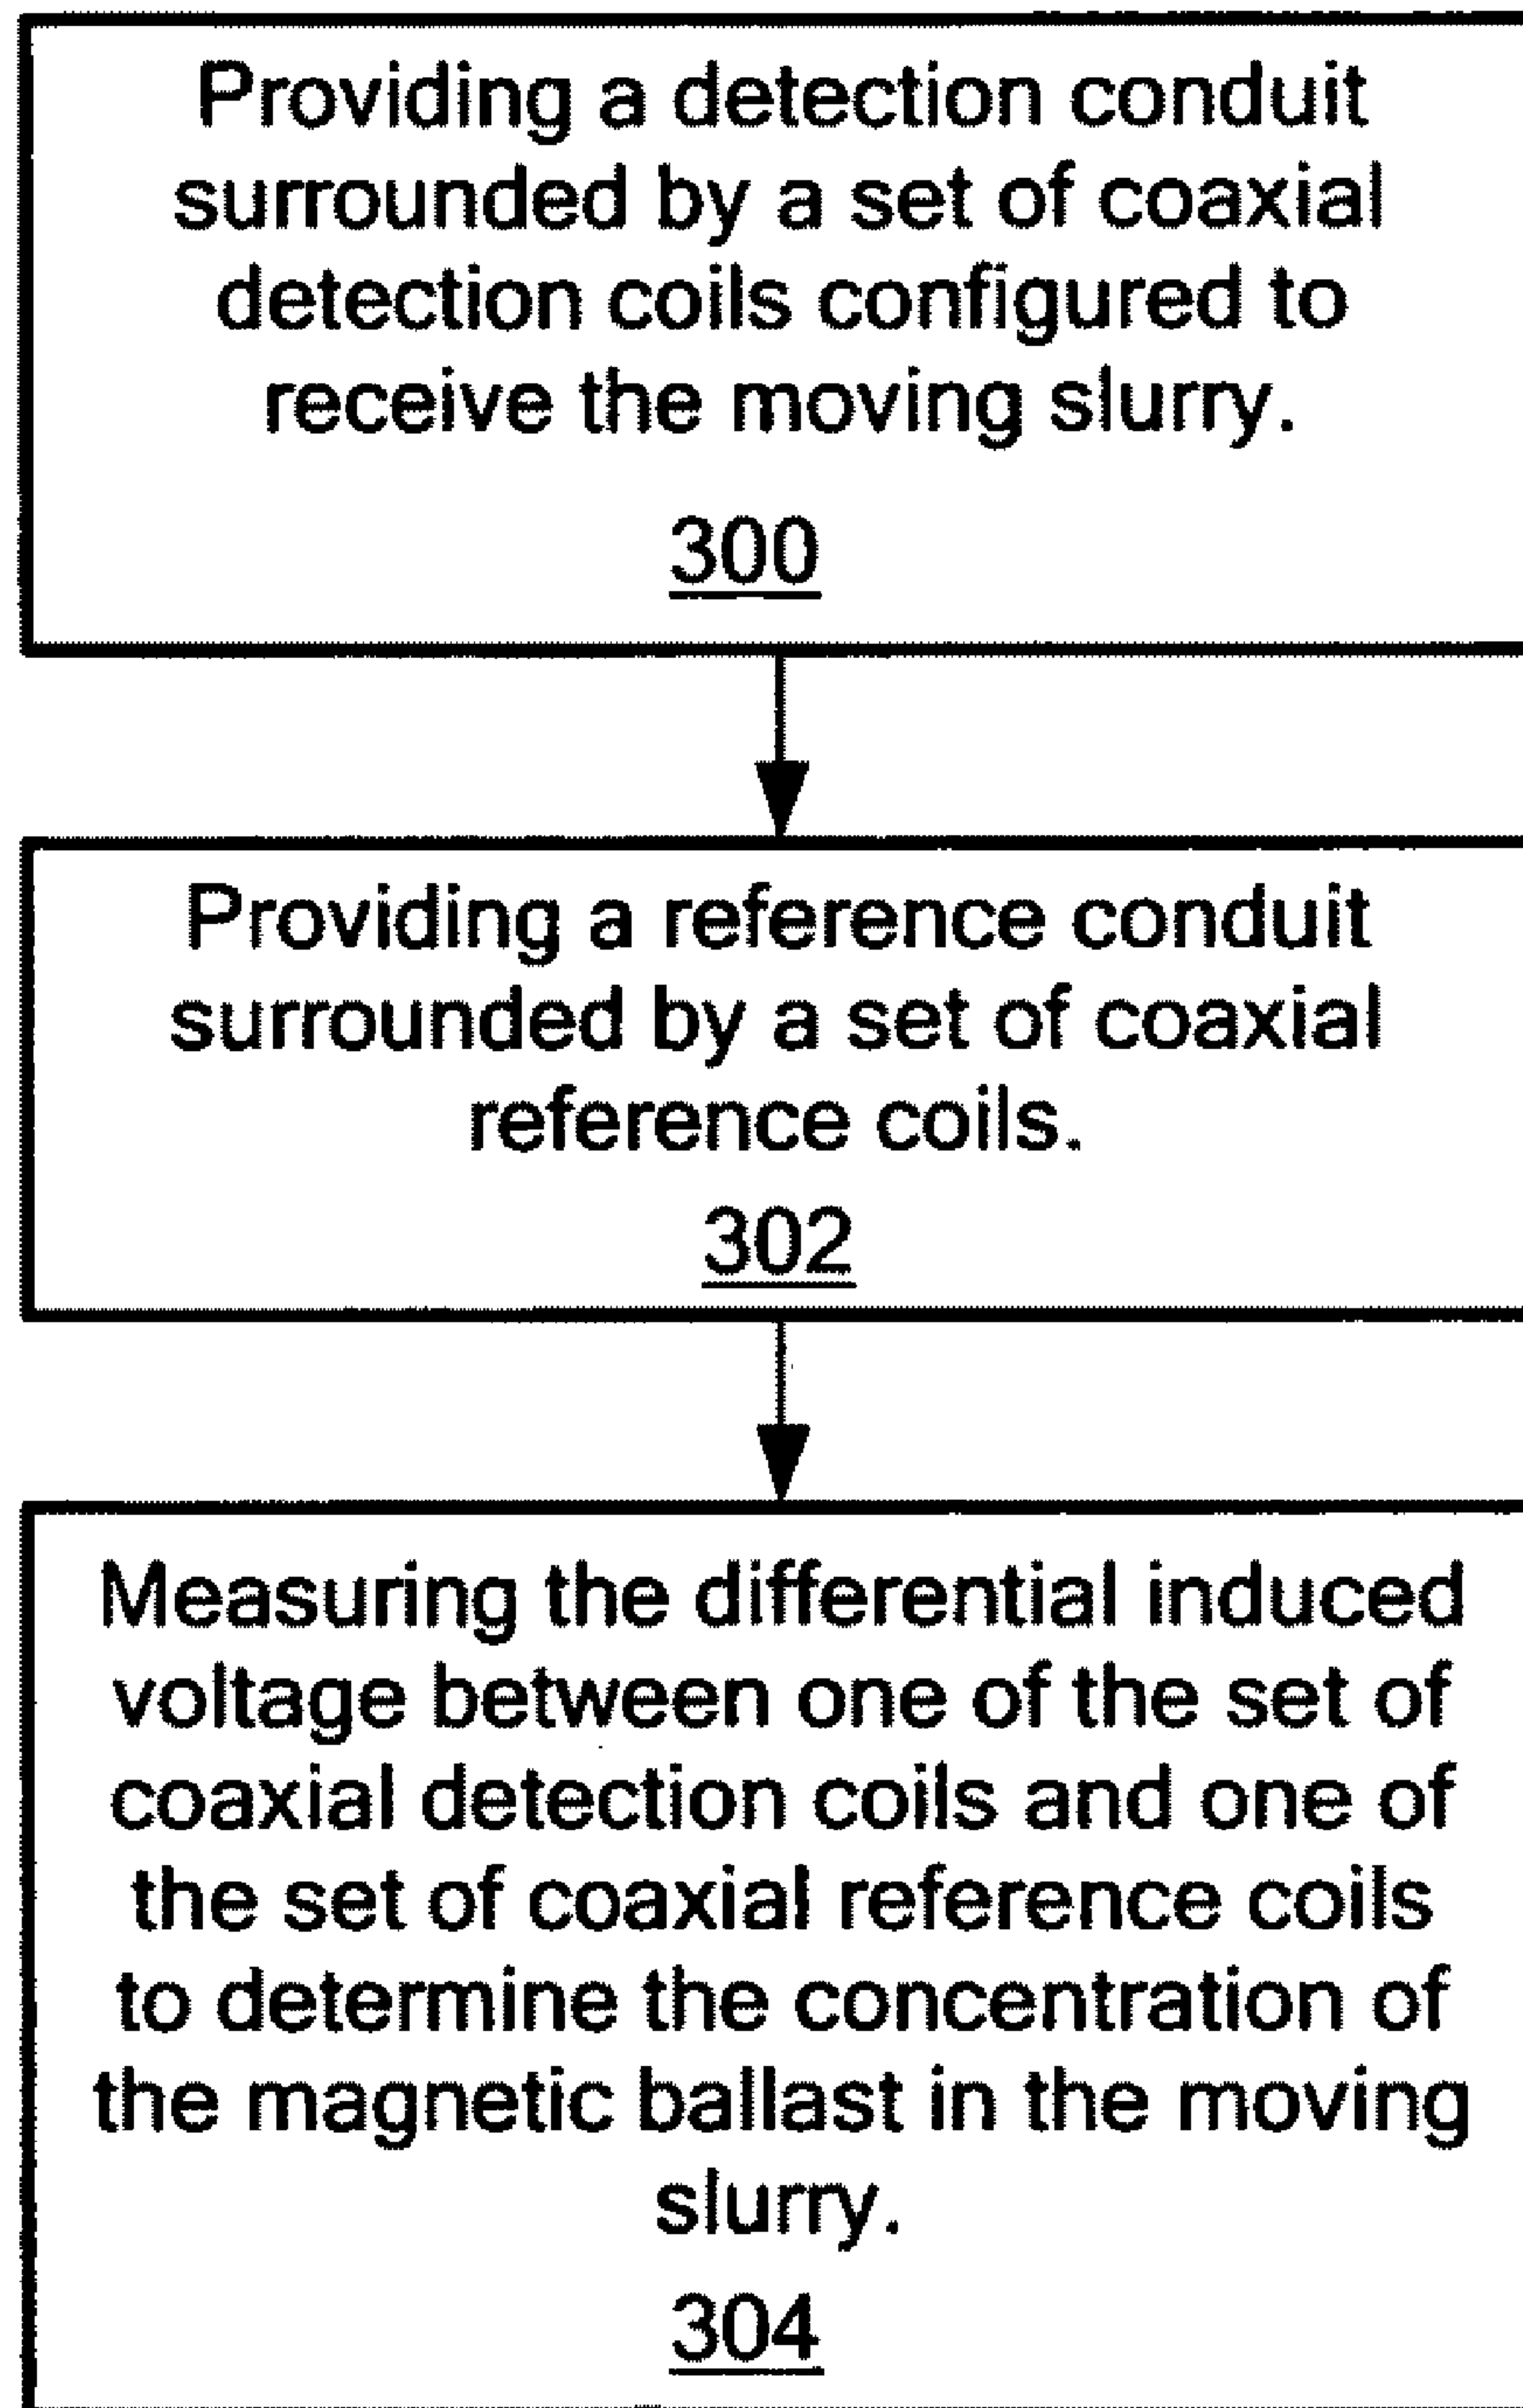 Providing a detection conduit
surrounded by a set of coaxial
detection coils configured to
receive the moving slurry.
300
Providing a reference conduit
surrounded by a set of coaxial
reference coils.
302
Measuring the differential induced
voltage between one of the set of
coaxial detection coils and one of
the set of coaxial reference coils
to determine the concentration of
the magnetic ballast in the moving
slurry.
304